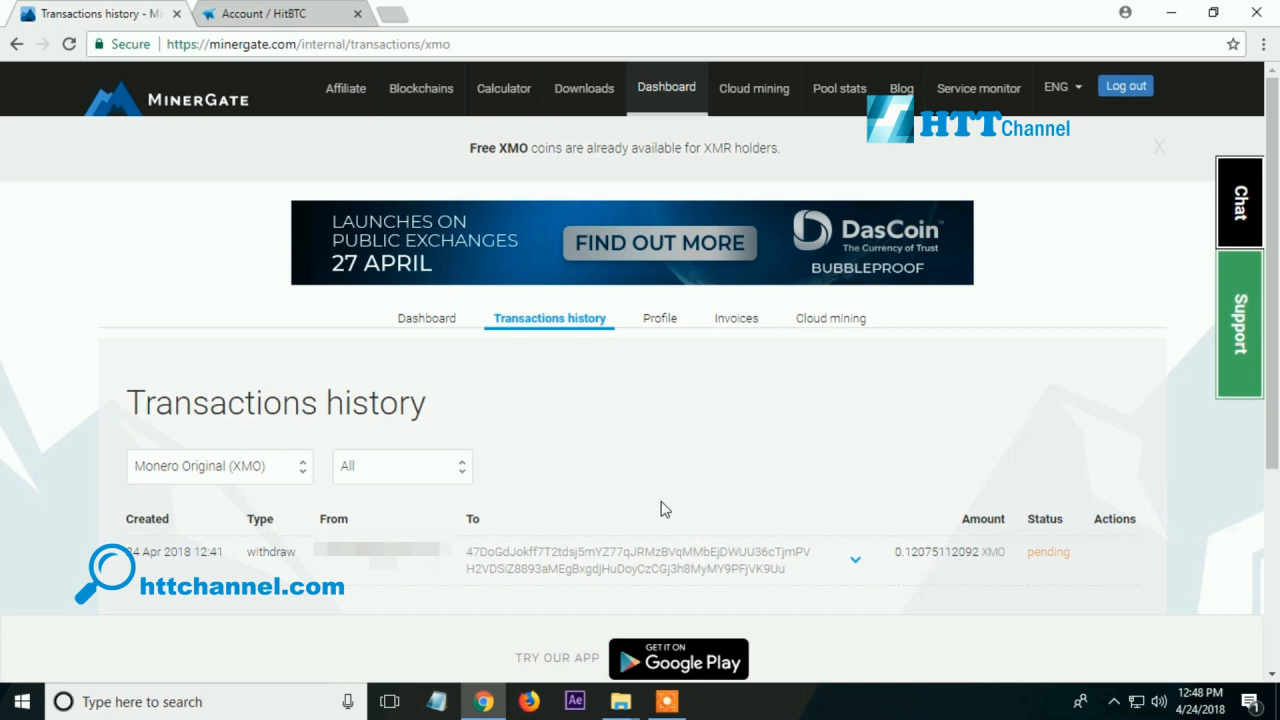 Transactions history - Mi
Account / HitBTC
Secure
https://minergate.com/internal/transactions/xmo
MINERGATE
Affiliate
Blockchains
Calculator
Downloads
Dashboard
Cloud mining
Pool stats
Blog
Service monitor
ENG
Log out
HTT Channel
Free XMO coins are already available for XMR holders.
X
Chat
LAUNCHES ON
PUBLIC EXCHANGES
27 APRIL
FIND OUT MORE
DasCoin™
The Currency of Trust
BUBBLEPROOF
Support
Dashboard
Transactions history
Profile
Invoices
Cloud mining
Transactions history
Monero Original (XMO)
All
Created
Type
From
To
Amount
Status
Actions
24 Apr 2018 12:41
withdraw
47DoGdJokff7T2tdsj5mYZ77qJRMzBVqMMbEjDWUU36cTjmPV
H2VDSiZ8893aMEgBxgdjHuDoyCzCGj3h8MyMY9PFjVK9Uu
0.12075112092 XMO
pending
httchannel.com
TRY OUR APP
GET IT ON
Google Play
Type here to search
Ae
12:48 PM
4/24/2018
1